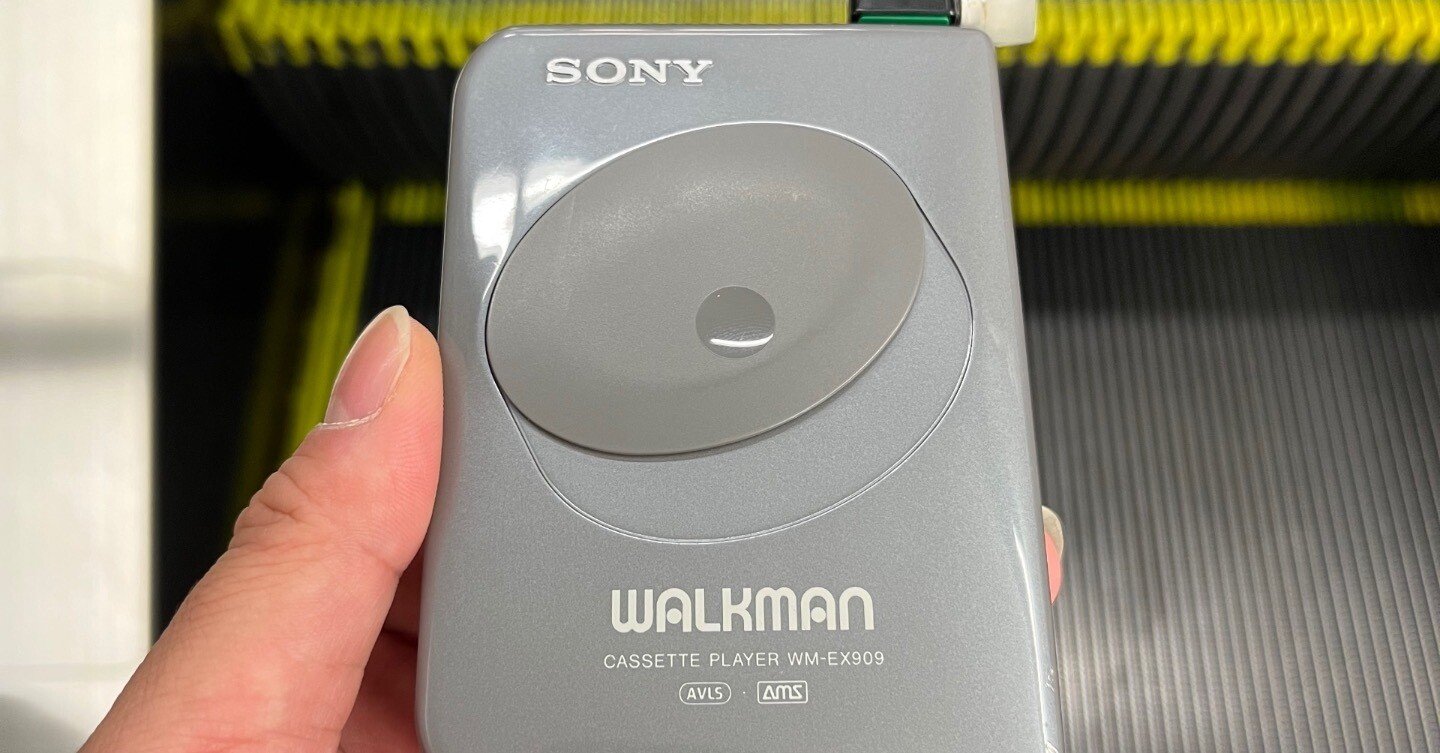 SONY
WALKMAN
CASSETTE PLAYER WM-EX909
AVLS · AMS